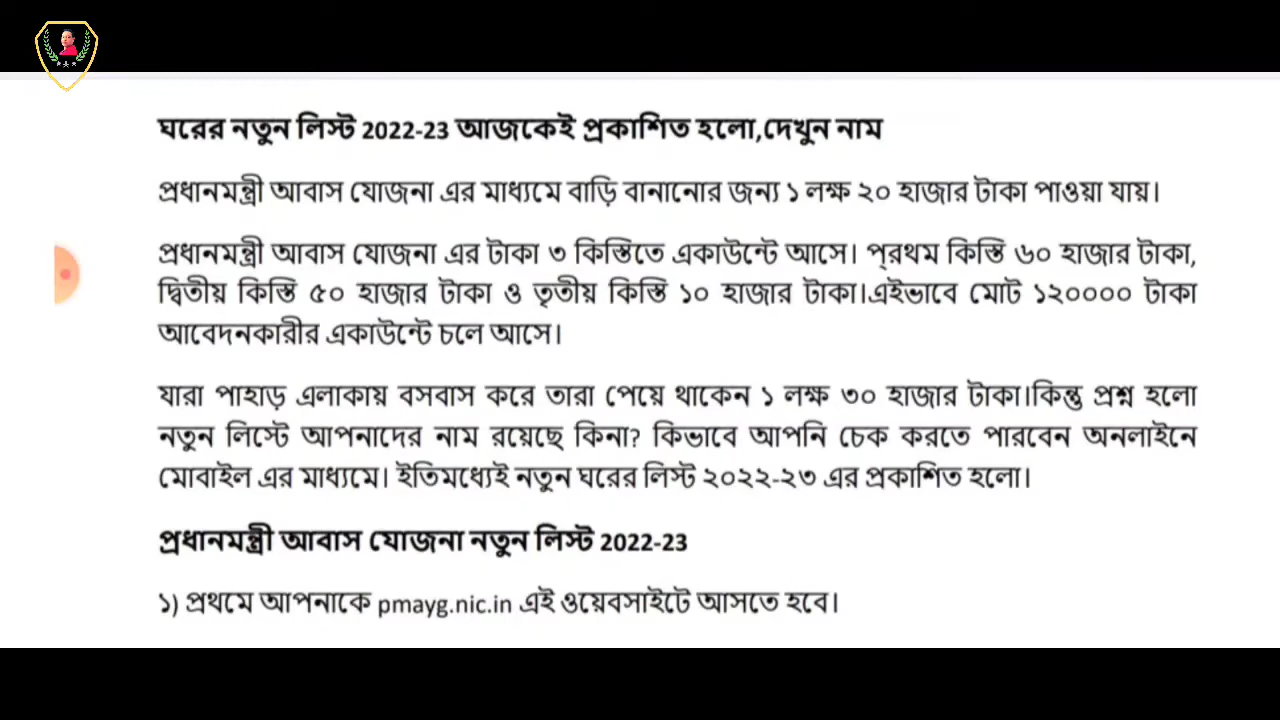 ঘরের নতুন লিস্ট 2022-23 আজকেই প্রকাশিত হলো,দেখুন নাম
প্রধানমন্ত্রী আবাস যোজনা এর মাধ্যমে বাড়ি বানানোর জন্য ১ লক্ষ ২০ হাজার টাকা পাওয়া যায়।
প্রধানমন্ত্রী আবাস যোজনা এর টাকা ৩ কিস্তিতে একাউন্টে আসে। প্‌রথম কিস্তি ৬০ হাজার টাকা,
দ্বিতীয় কিস্তি ৫০ হাজার টাকা ও তৃতীয় কিস্তি ১০ হাজার টাকা।এইভাবে মোট ১২০০০০ টাকা
আবেদনকারীর একাউন্টে চলে আসে।
যারা পাহাড় এলাকায় বসবাস করে তারা পেয়ে থাকেন ১ লক্ষ ৩০ হাজার টাকা।কিন্তু প্রশ্ন হলো
নতুন লিস্টে আপনাদের নাম রয়েছে কিনা? কিভাবে আপনি চেক করতে পারবেন অনলাইনে
মোবাইল এর মাধ্যমে। ইতিমধ্যেই নতুন ঘরের লিস্ট ২০২২-২৩ এর প্রকাশিত হলো।
প্রধানমন্ত্রী আবাস যোজনা নতুন লিস্ট 2022-23
১) প্রথমে আপনাকে pmayg.nic.in এই ওয়েবসাইটে আসতে হবে।